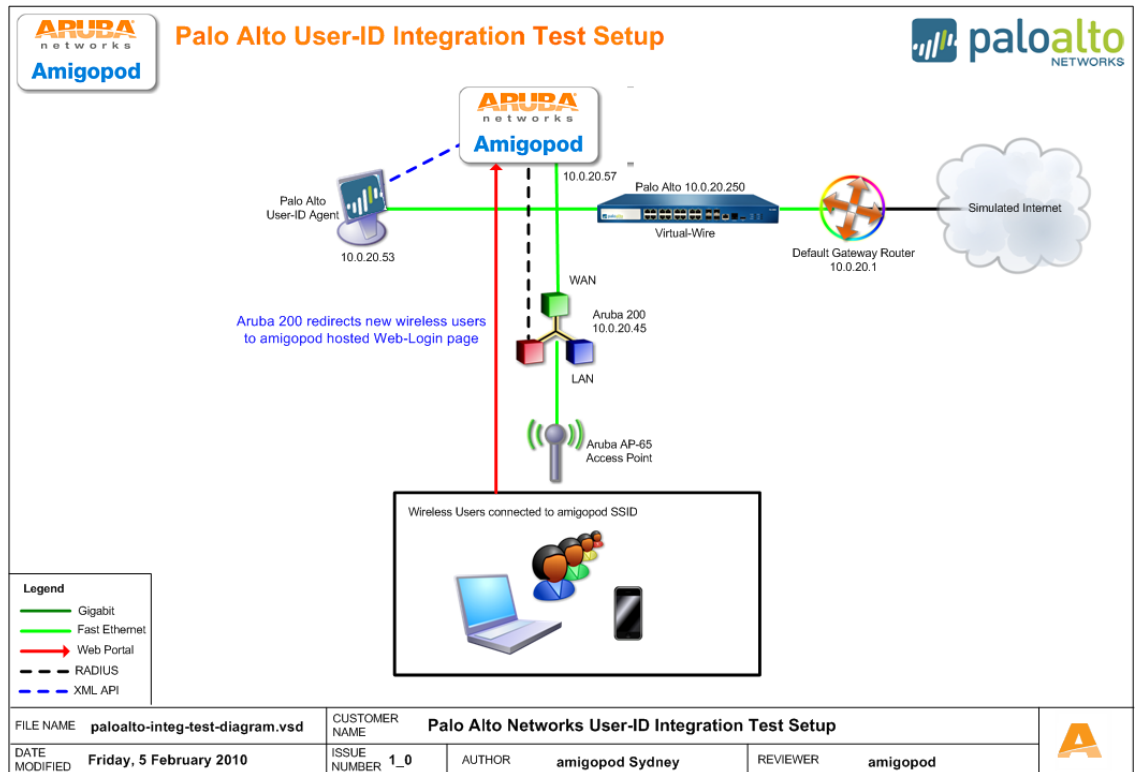 ARUBA
networks
Amigopod
Palo Alto User-ID Integration Test Setup
paloalto
NETWORKS
ARUBA
networks
Amigopod
10.0.20.57
Palo Alto
User-ID Agent
10.0.20.53
Palo Alto 10.0.20.250
Virtual-Wire
Default Gateway Router
10.0.20.1
Simulated Internet
WAN
Aruba 200
10.0.20.45
LAN
Aruba 200 redirects new wireless users
to amigopod hosted Web-Login page
Aruba AP-65
Access Point
Wireless Users connected to amigopod SSID
Legend
Gigabit
Fast Ethernet
Web Portal
RADIUS
XML API
FILE NAME paloalto-integ-test-diagram.vsd
CUSTOMER
NAME
Palo Alto Networks User-ID Integration Test Setup
DATE
MODIFIED
Friday, 5 February 2010
ISSUE
NUMBER 1_0
AUTHOR amigopod Sydney
REVIEWER amigopod